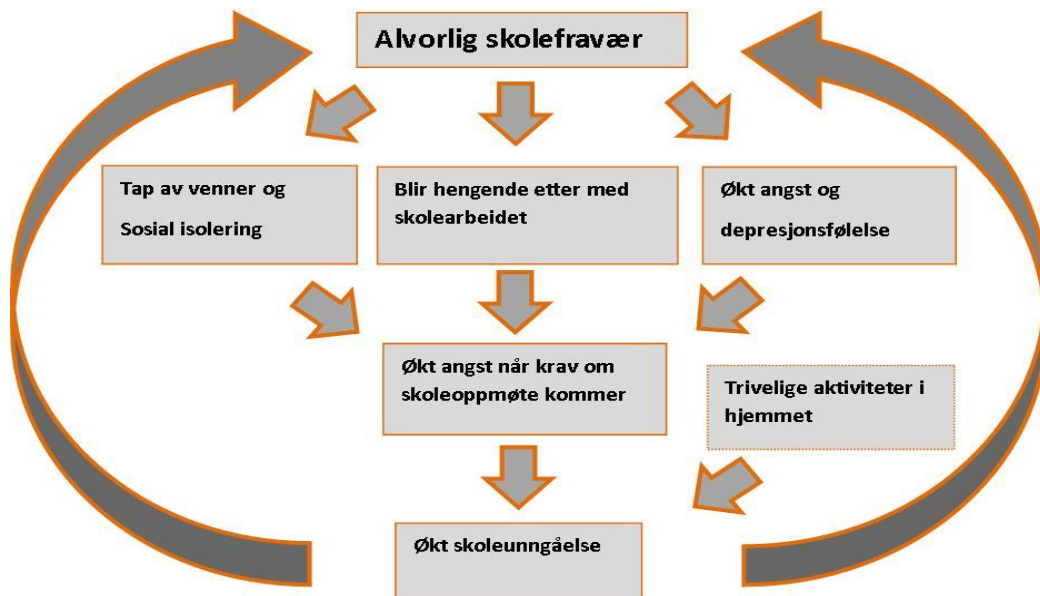 Alvorlig skolefravær
Tap av venner og
Sosial isolering
Blir hengende etter med
skolearbeidet
Økt angst og
depresjonsfølelse
Økt angst når krav om
skoleoppmøte kommer
Trivelige aktiviteter i
hjemmet
Økt skoleunngåelse